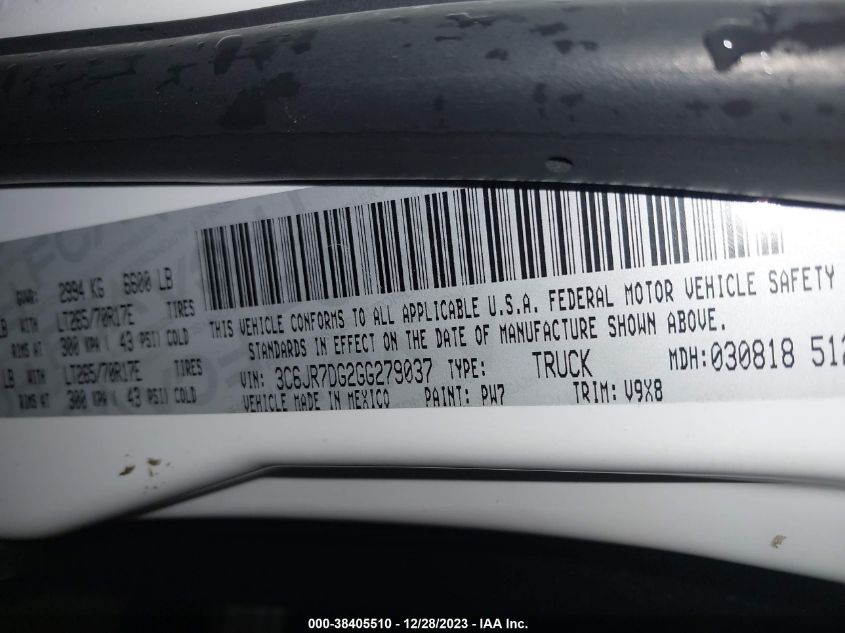 GVWR: 2994 KG 6600 LB
LB WITH LT265/70R17E TIRES
RIMS AT 300 KPA ( 43 PSI) COLD
LB WITH LT265/70R17E TIRES
RIMS AT 300 KPA ( 43 PSI) COLD
THIS VEHICLE CONFORMS TO ALL APPLICABLE U.S.A. FEDERAL MOTOR VEHICLE SAFETY
STANDARDS IN EFFECT ON THE DATE OF MANUFACTURE SHOWN ABOVE.
VIN: 3C6JR7DG2GG279037 TYPE: TRUCK MDH: 030818 512
VEHICLE MADE IN MEXICO PAINT: PW7 TRIM: V9X8
000-38405510 - 12/28/2023 - IAA Inc.